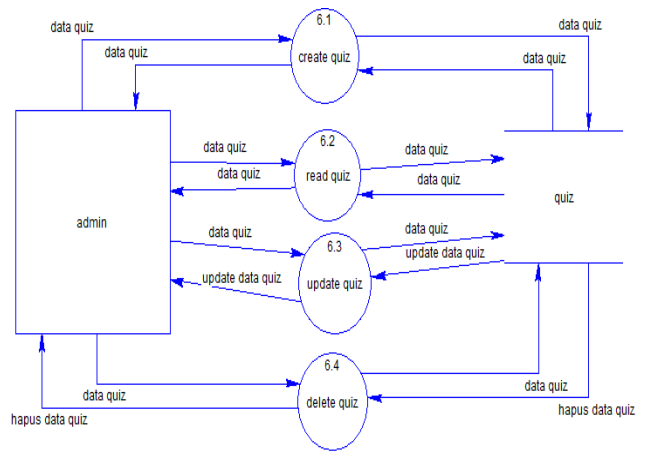 6.1
data quiz
data quiz
create quiz
data quiz
data quiz
6.2
data quiz
data quiz
data quiz
read quiz
data quiz
admin
quiz
6.3
data quiz
data quiz
update data quiz
update data quiz
update quiz
6.4
data quiz
data quiz
delete quiz
hapus data quiz
hapus data quiz